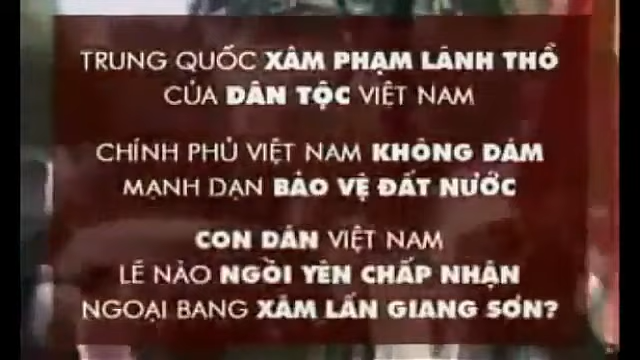 TRUNG QUỐC XÂM PHẠM LÃNH THỔ
CỦA DÂN TỘC VIỆT NAM
CHÍNH PHỦ VIỆT NAM KHÔNG DÁM
MẠNH DẠN BẢO VỆ ĐẤT NƯỚC
CON DÂN VIỆT NAM
LẼ NÀO NGỒI YÊN CHẤP NHẬN
NGOẠI BANG XÂM LẤN GIANG SƠN?